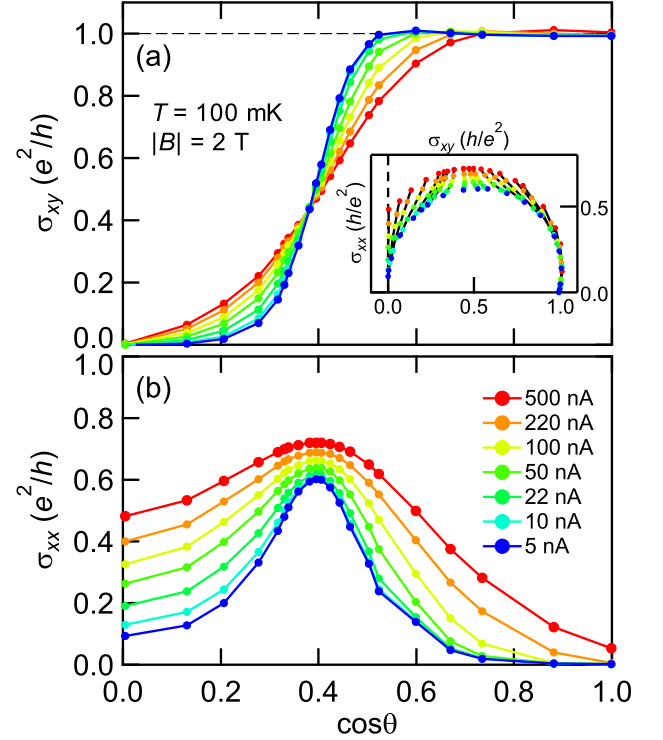 (a)
T = 100 mK
|B| = 2 T
σxy (e²/h)
1.0
0.8
0.6
0.4
0.2
0.0
σxy (h/e²)
σxx (h/e²)
0.5
0.0
0.0 0.5 1.0
(b)
σxx (e²/h)
1.0
0.8
0.6
0.4
0.2
0.0
500 nA
220 nA
100 nA
50 nA
22 nA
10 nA
5 nA
0.0 0.2 0.4 0.6 0.8 1.0
cosθ